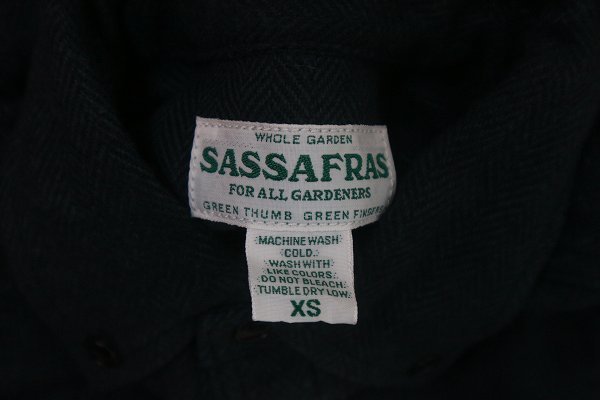 WHOLE GARDEN
SASSAFRAS
FOR ALL GARDENERS
GREEN THUMB GREEN FINGERS
MACHINE WASH
COLD.
WASH WITH
LIKE COLORS.
DO NOT BLEACH.
TUMBLE DRY LOW.
XS